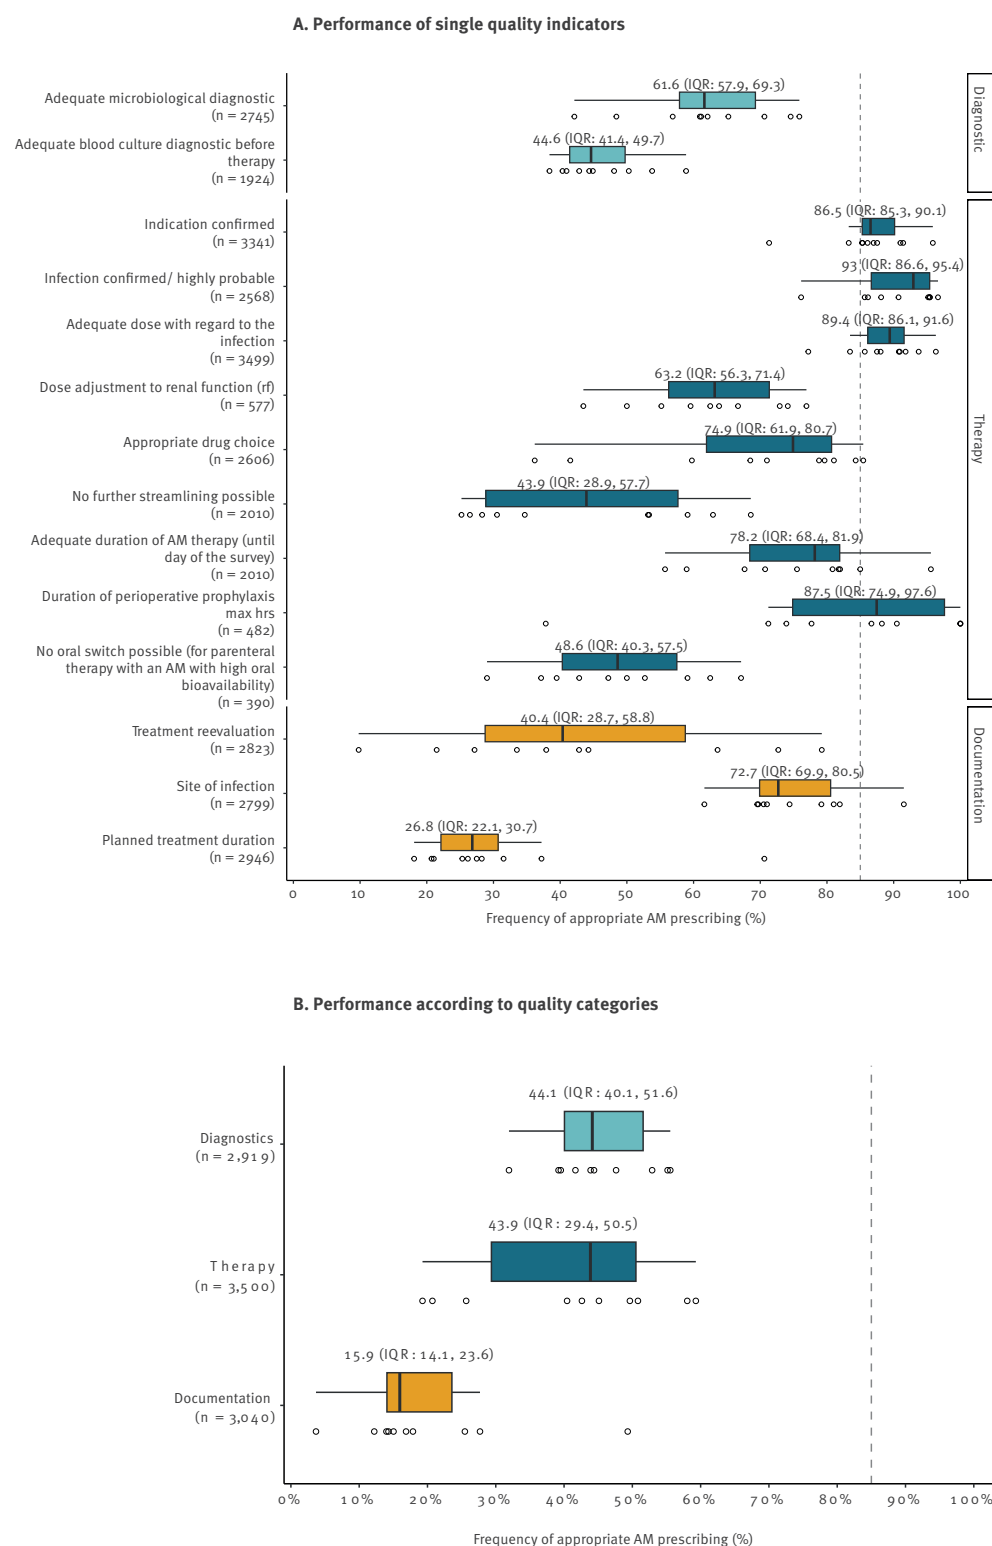 A. Performance of single quality indicators
Adequate microbiological diagnostic
(n = 2745)
61.6 (IQR: 57.9, 69.3)
Adequate blood culture diagnostic before
therapy
(n = 1924)
44.6 (IQR: 41.4, 49.7)
Diagnostic
Indication confirmed
(n = 3341)
86.5 (IQR: 85.3, 90.1)
Infection confirmed/ highly probable
(n = 2568)
93 (IQR: 86.6, 95.4)
Adequate dose with regard to the
infection
(n = 3499)
89.4 (IQR: 86.1, 91.6)
Dose adjustment to renal function (rf)
(n = 577)
63.2 (IQR: 56.3, 71.4)
Appropriate drug choice
(n = 2606)
74.9 (IQR: 61.9, 80.7)
No further streamlining possible
(n = 2010)
43.9 (IQR: 28.9, 57.7)
Adequate duration of AM therapy (until
day of the survey)
(n = 2010)
78.2 (IQR: 68.4, 81.9)
Duration of perioperative prophylaxis
max hrs
(n = 482)
87.5 (IQR: 74.9, 97.6)
No oral switch possible (for parenteral
therapy with an AM with high oral
bioavailability)
(n = 390)
48.6 (IQR: 40.3, 57.5)
Therapy
Treatment reevaluation
(n = 2823)
40.4 (IQR: 28.7, 58.8)
Site of infection
(n = 2799)
72.7 (IQR: 69.9, 80.5)
Planned treatment duration
(n = 2946)
26.8 (IQR: 22.1, 30.7)
Documentation
0 10 20 30 40 50 60 70 80 90 100
Frequency of appropriate AM prescribing (%)
B. Performance according to quality categories
Diagnostics
(n = 2,919)
44.1 (IQR: 40.1, 51.6)
Therapy
(n = 3,500)
43.9 (IQR: 29.4, 50.5)
Documentation
(n = 3,040)
15.9 (IQR: 14.1, 23.6)
0% 10% 20% 30% 40% 50% 60% 70% 80% 90% 100%
Frequency of appropriate AM prescribing (%)